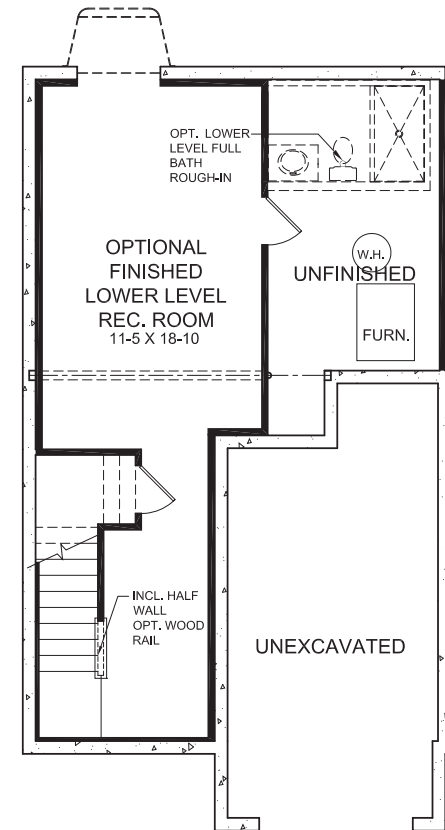 OPT. LOWER
LEVEL FULL
BATH
ROUGH-IN
OPTIONAL
FINISHED
LOWER LEVEL
REC. ROOM
11-5 X 18-10
W.H.
UNFINISHED
FURN.
INCL. HALF
WALL
OPT. WOOD
RAIL
UNEXCAVATED